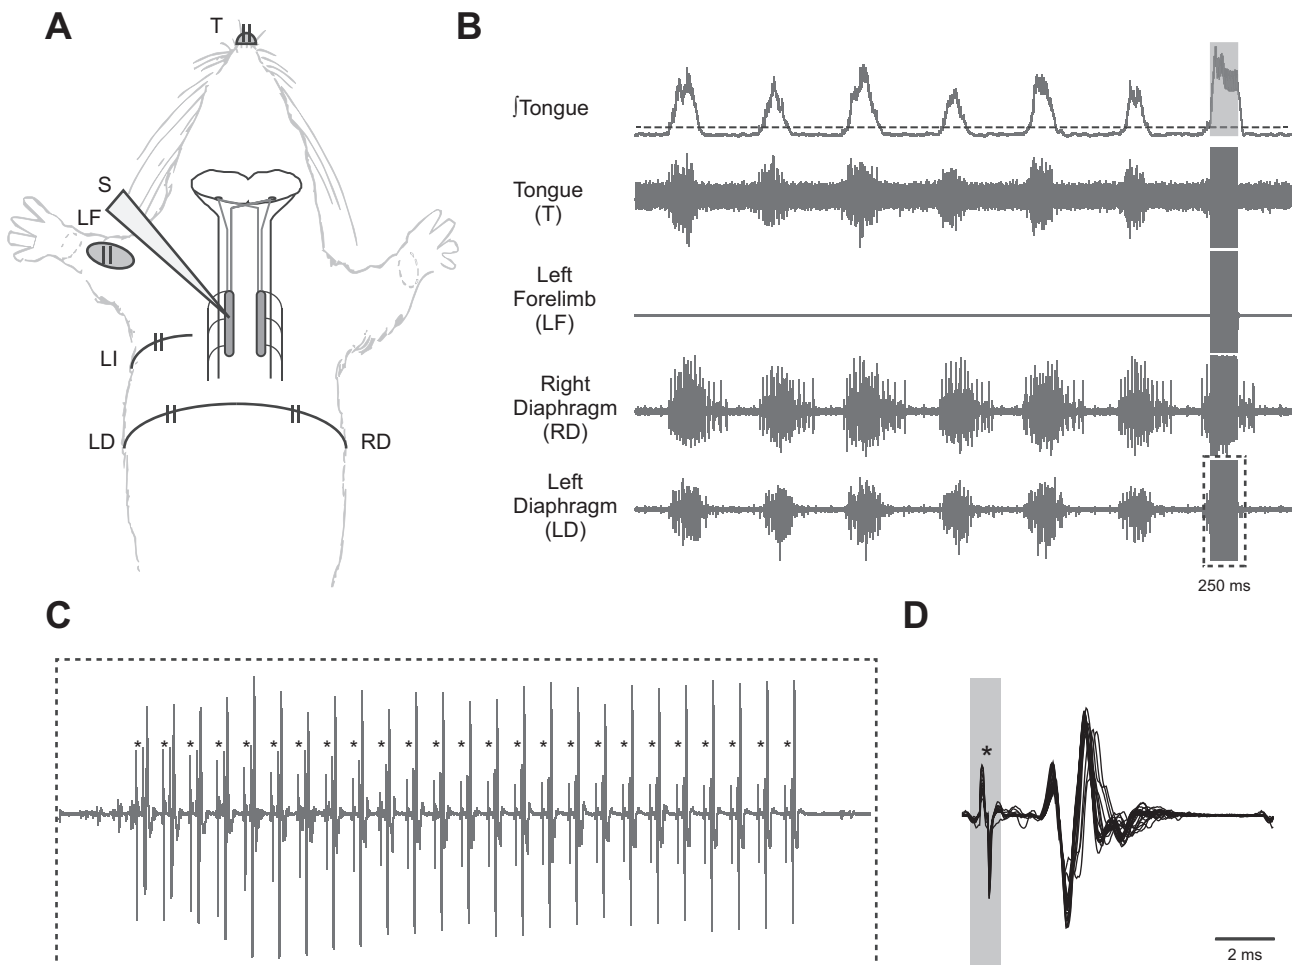 A
T
S
LF
LI
LD
RD
B
∫Tongue
Tongue
(T)
Left
Forelimb
(LF)
Right
Diaphragm
(RD)
Left
Diaphragm
(LD)
250 ms
C
* * * * * * * * * * * * * * * * * * * * * * * * *
D
*
2 ms